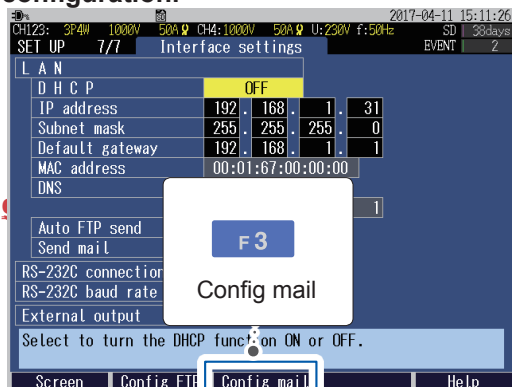 configuration.
2017-04-11 15:11:26
CH123: 3P4W 1000V 50A CH4:1000V 50A U:230V f:50Hz SD 38days
SET UP 7/7 Interface settings EVENT 2
LAN
DHCP OFF
IP address 192. 168. 1. 31
Subnet mask 255. 255. 255. 0
Default gateway 192. 168. 1. 1
MAC address 00:01:67:00:00:00
DNS
1
Auto FTP send
Send mail
F3
Config mail
RS-232C connection
RS-232C baud rate
External output
Select to turn the DHCP function ON or OFF.
Screen Config FTP Config mail Help